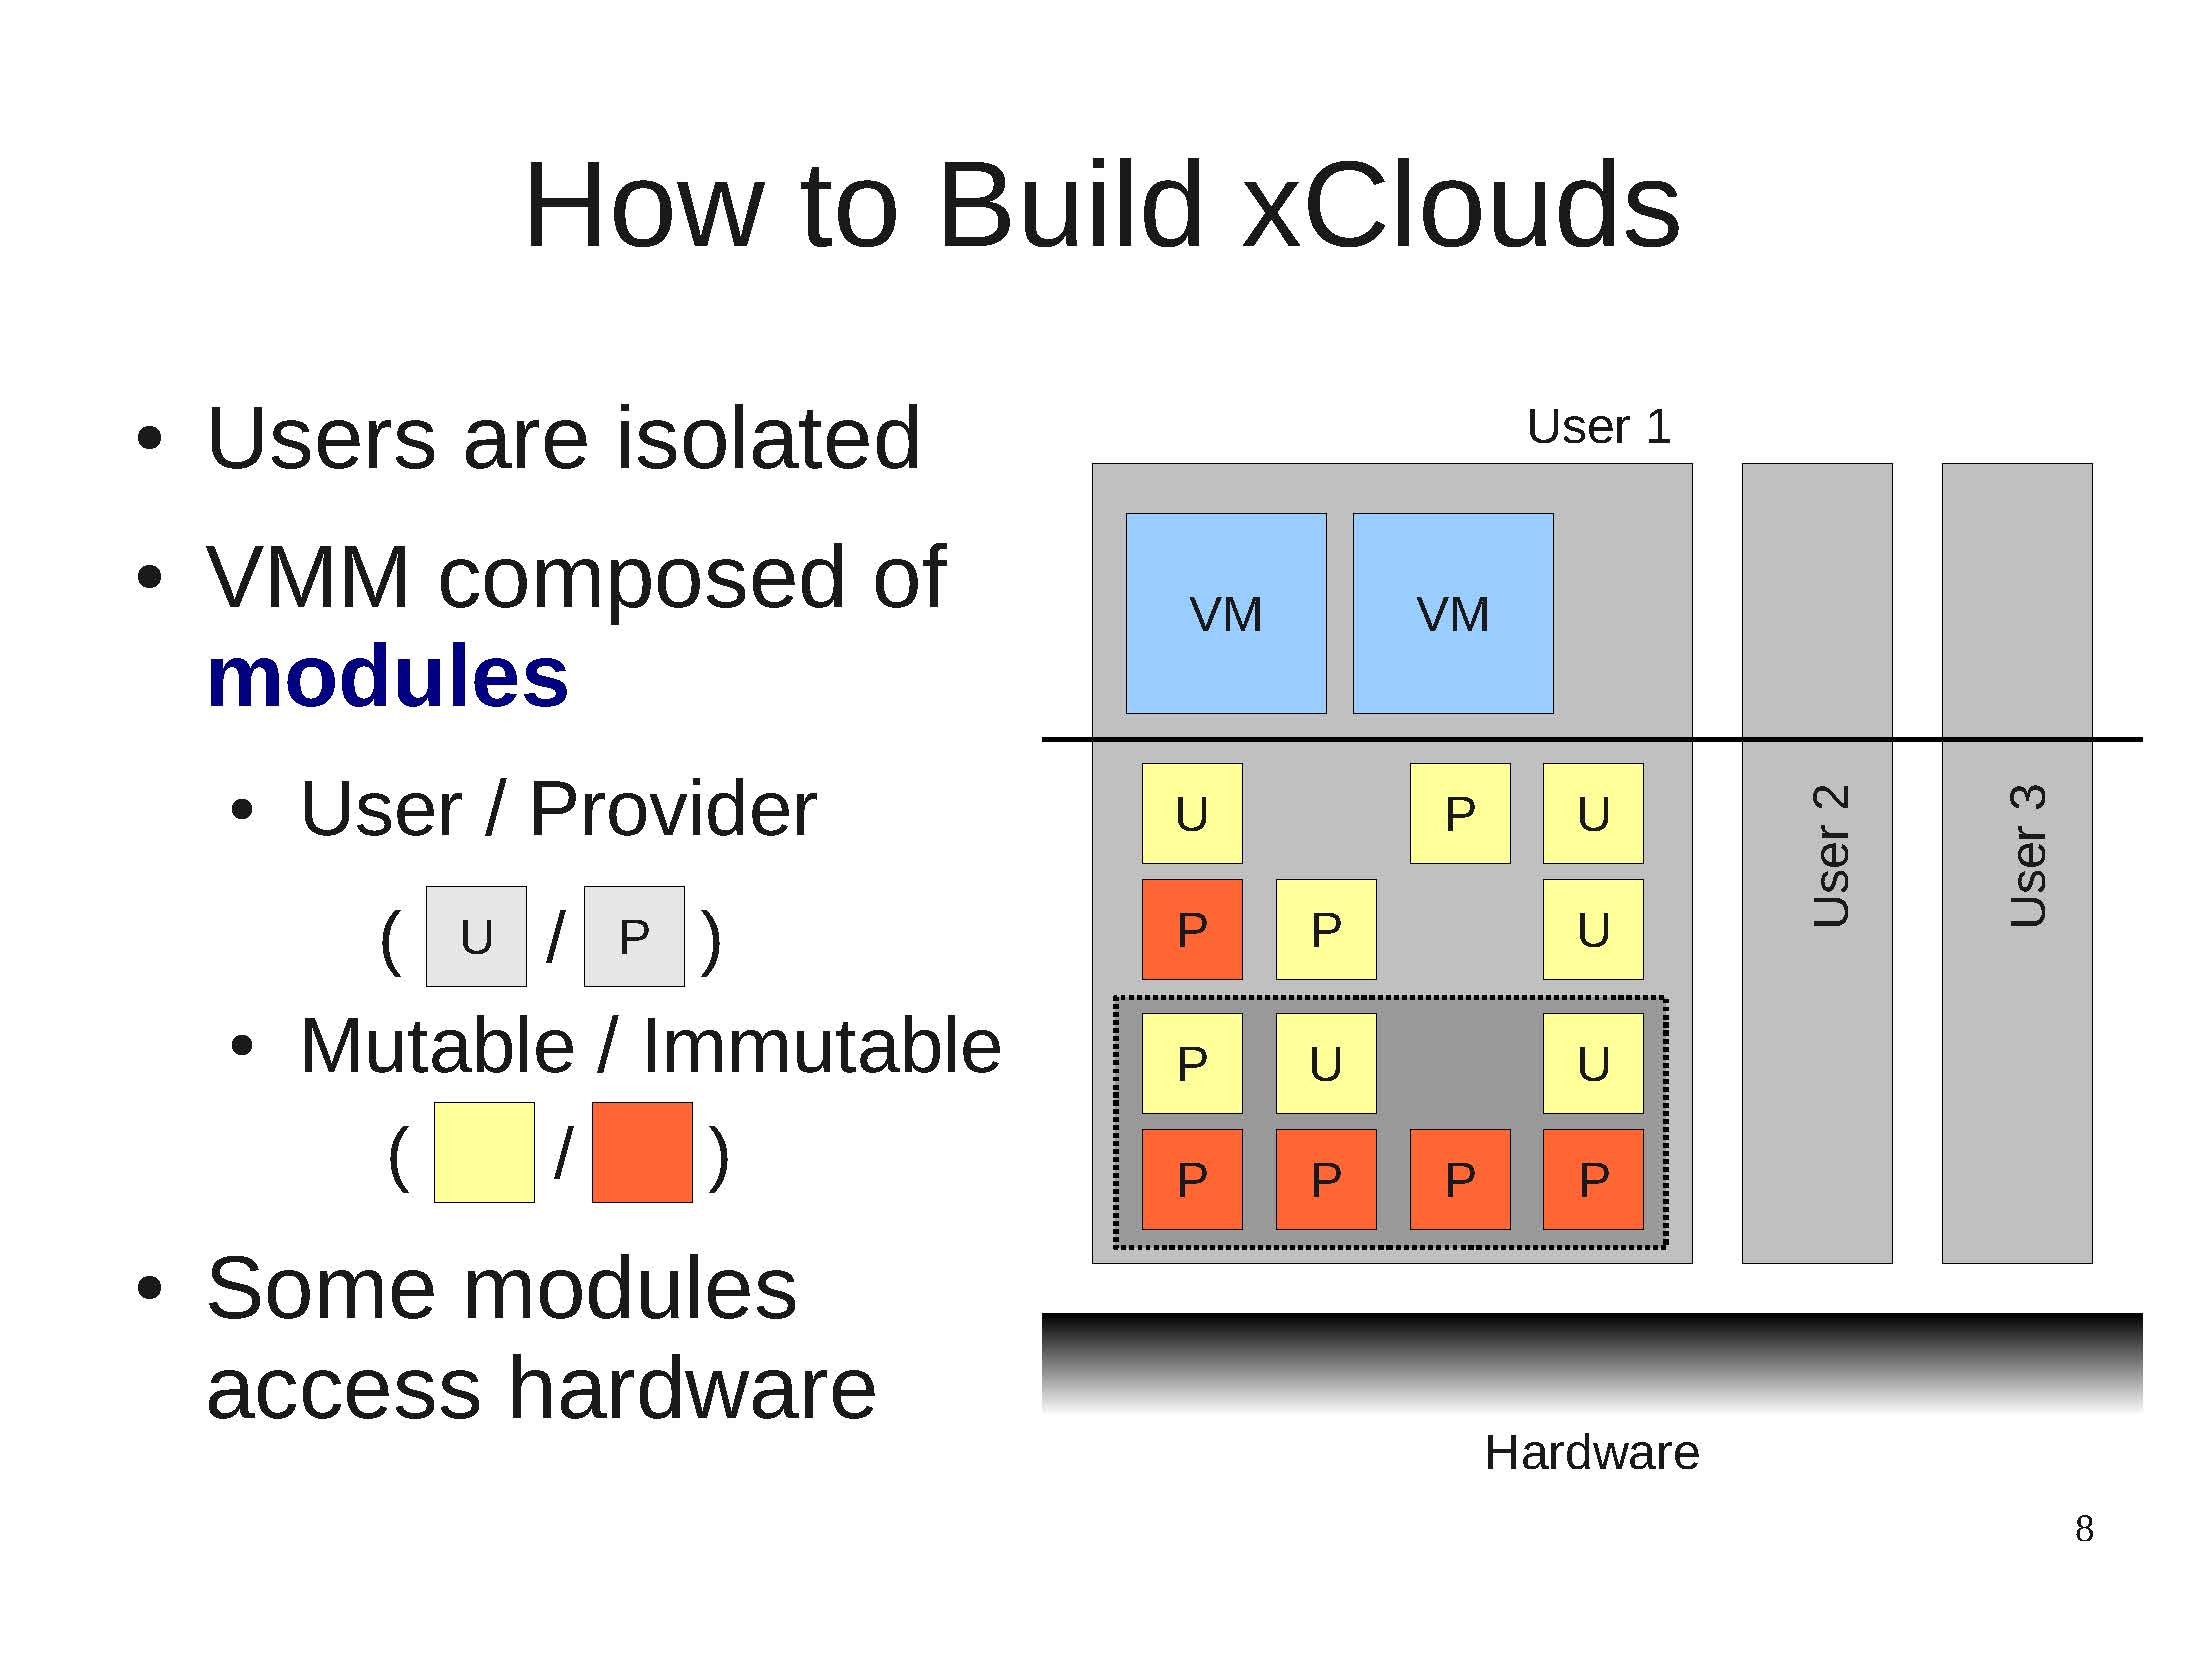 How to Build xClouds
• Users are isolated
• VMM composed of
modules
• User / Provider
( U / P )
• Mutable / Immutable
( / )
• Some modules
access hardware
User 1
VM VM
U P U
P P U
P U U
P P P P
User 2
User 3
Hardware
8